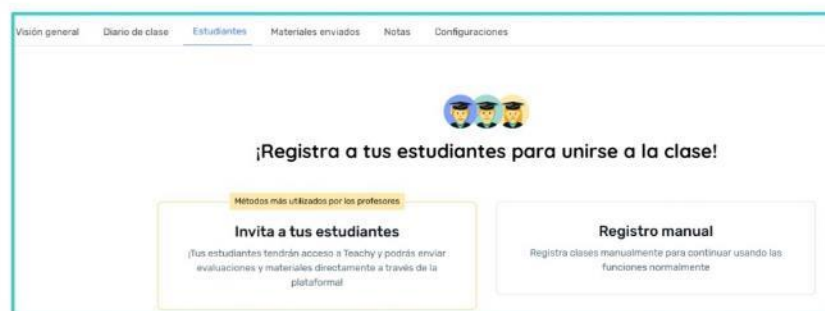 Visión general Diario de clase Estudiantes Materiales enviados Notas Configuraciones
¡Registra a tus estudiantes para unirse a la clase!
Métodos más utilizados por los profesores
Invita a tus estudiantes
¡Tus estudiantes tendrán acceso a Teachy y podrás enviar
evaluaciones y materiales directamente a través de la
plataforma!
Registro manual
Registra clases manualmente para continuar usando las
funciones normalmente